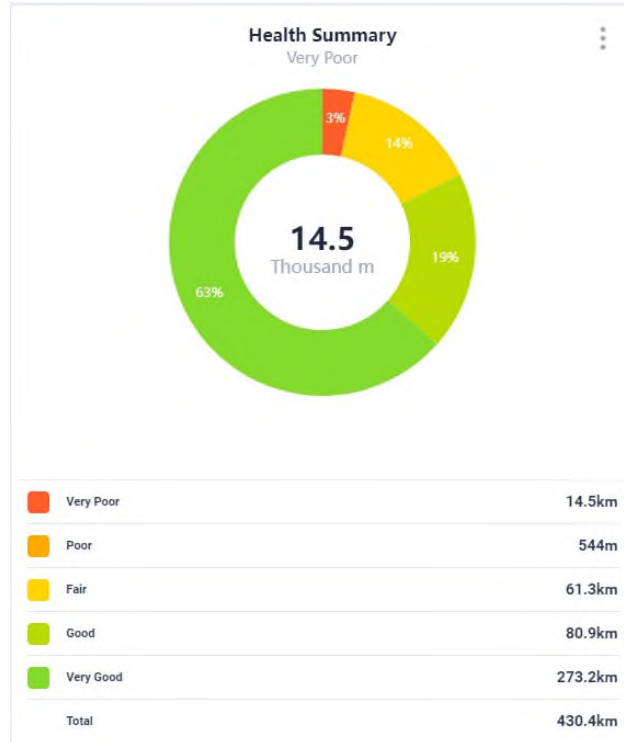 Health Summary
Very Poor
3%
14%
14.5
Thousand m
19%
63%
Very Poor 14.5km
Poor 544m
Fair 61.3km
Good 80.9km
Very Good 273.2km
Total 430.4km